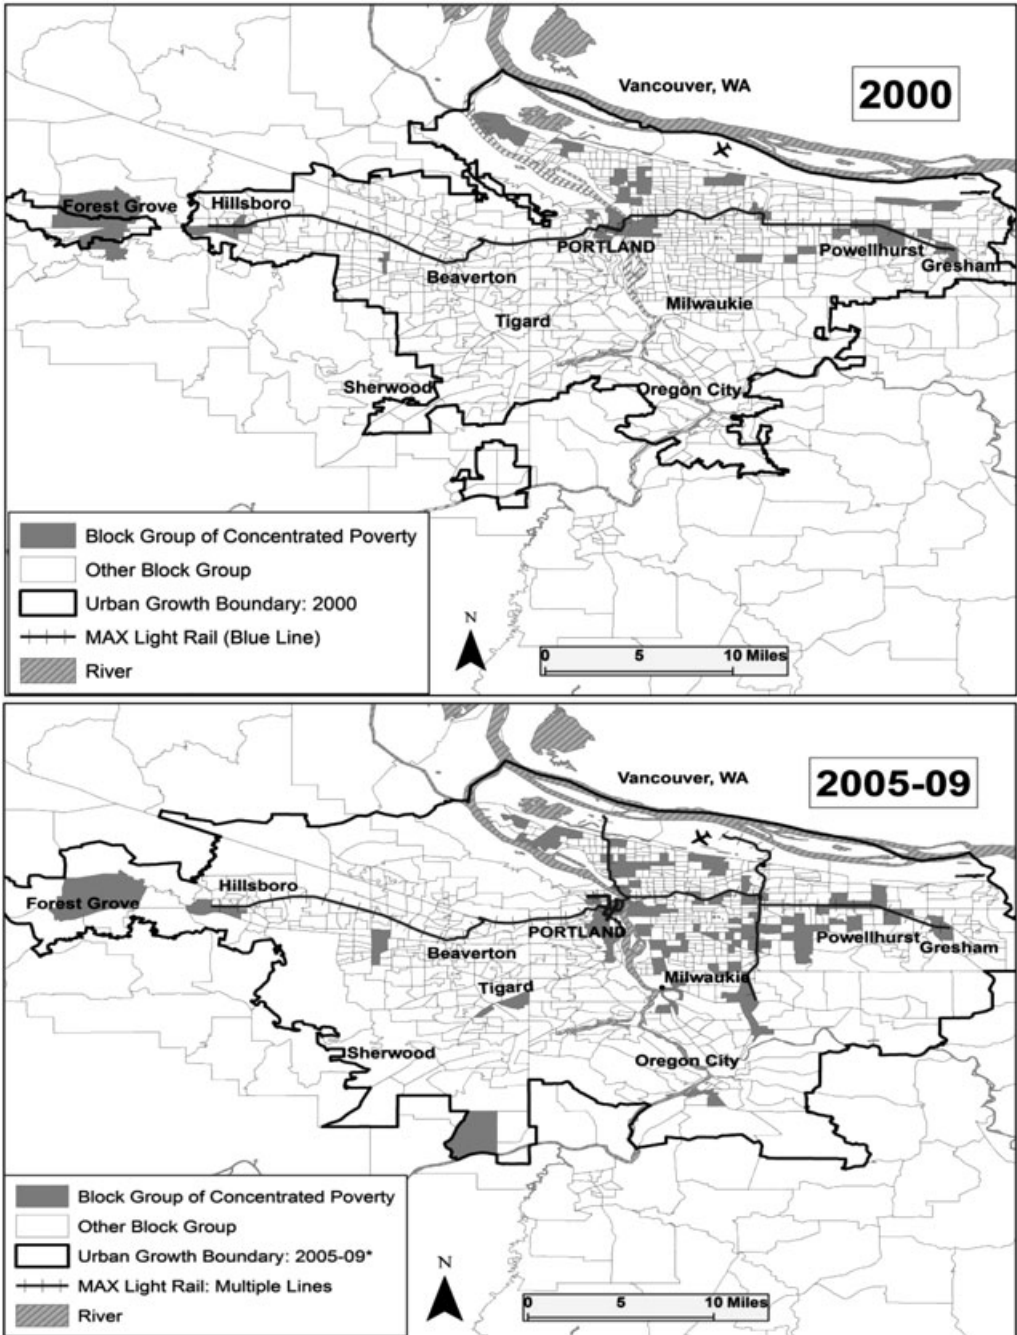 Vancouver, WA
2000
Forest Grove
Hillsboro
PORTLAND
Powellhurst
Gresham
Beaverton
Milwaukie
Tigard
Sherwood
Oregon City
Block Group of Concentrated Poverty
Other Block Group
Urban Growth Boundary: 2000
MAX Light Rail (Blue Line)
River
N
0 5 10 Miles
Vancouver, WA
2005-09
Hillsboro
Forest Grove
PORTLAND
Powellhurst
Gresham
Beaverton
Milwaukie
Tigard
Sherwood
Oregon City
Block Group of Concentrated Poverty
Other Block Group
Urban Growth Boundary: 2005-09*
MAX Light Rail: Multiple Lines
River
N
0 5 10 Miles